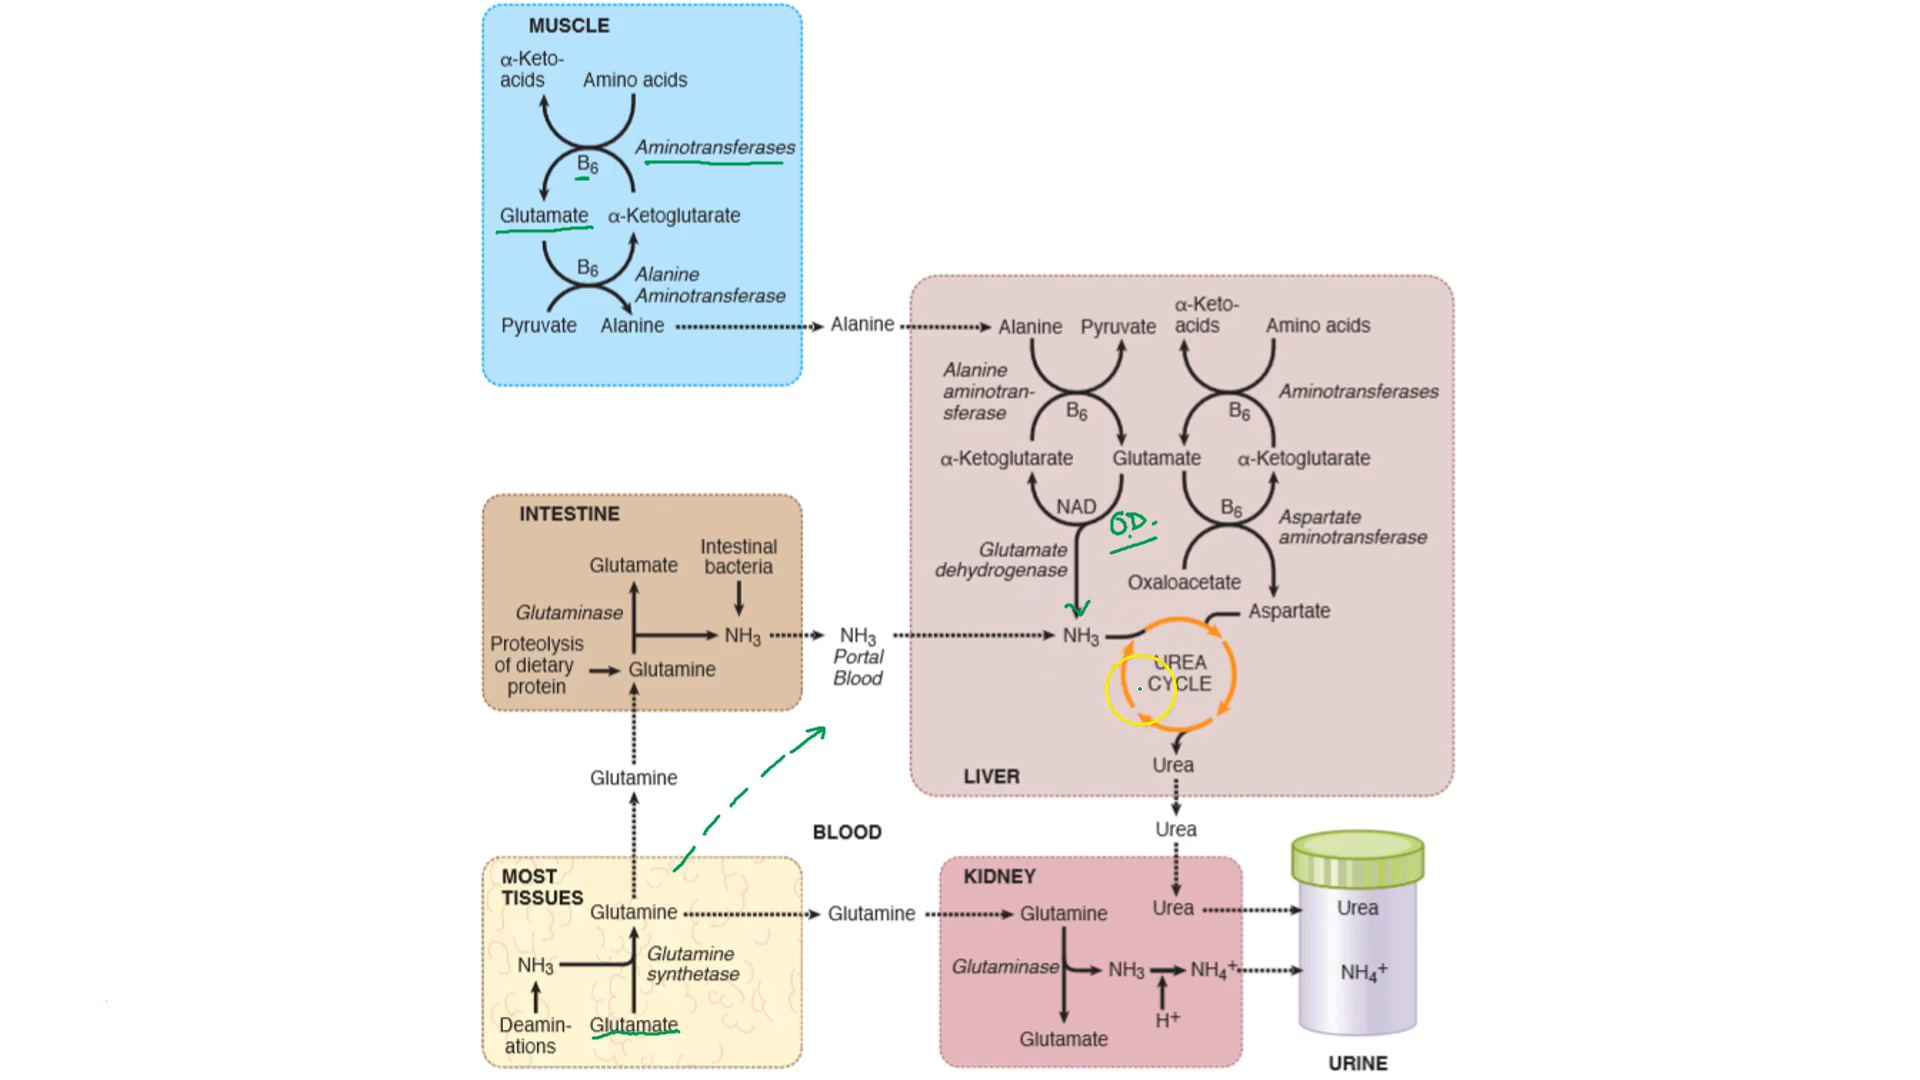 MUSCLE
α-Keto-
acids
Amino acids
Aminotransferases
B6
Glutamate
α-Ketoglutarate
B6
Alanine
Aminotransferase
Pyruvate
Alanine
Alanine
Alanine
Pyruvate
α-Keto-
acids
Amino acids
Alanine
aminotran-
sferase
B6
B6
Aminotransferases
α-Ketoglutarate
Glutamate
α-Ketoglutarate
NAD
O.D.
B6
Aspartate
aminotransferase
Glutamate
dehydrogenase
Oxaloacetate
Aspartate
NH3
UREA
CYCLE
Urea
LIVER
INTESTINE
Glutamate
Intestinal
bacteria
Glutaminase
Proteolysis
of dietary
protein
Glutamine
NH3
NH3
Portal
Blood
Glutamine
BLOOD
Urea
MOST
TISSUES
Glutamine
Glutamine
NH3
Glutamine
synthetase
Deamin-
ations
Glutamate
KIDNEY
Glutamine
Urea
Glutaminase
NH3
NH4+
H+
Glutamate
Urea
NH4+
URINE